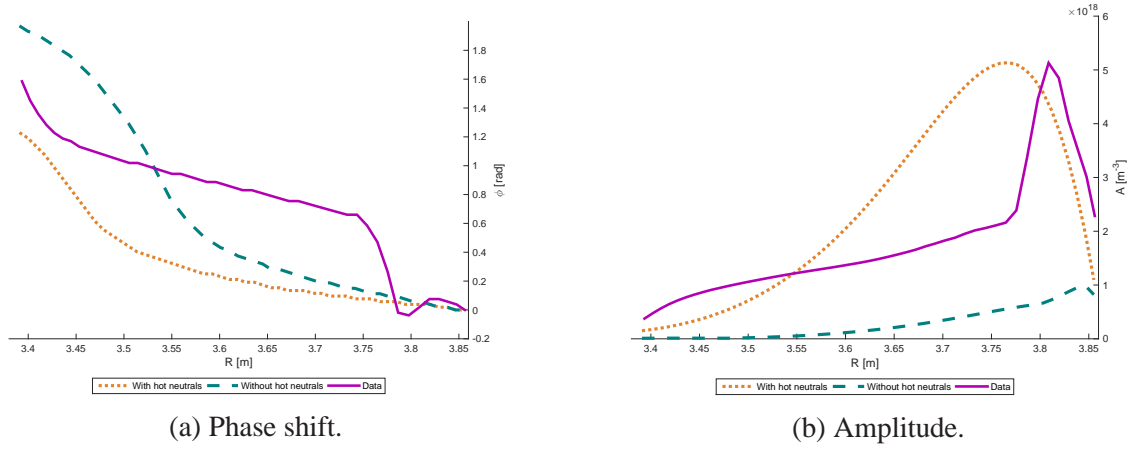 1.8
1.6
1.4
1.2
1
0.8
0.6
0.4
0.2
0
-0.2
ϕ [rad]
3.4 3.45 3.5 3.55 3.6 3.65 3.7 3.75 3.8 3.85
R [m]
With hot neutrals Without hot neutrals Data
(a) Phase shift.
×10^18
6
5
4
3
2
1
0
A [m^-3]
3.4 3.45 3.5 3.55 3.6 3.65 3.7 3.75 3.8 3.85
R [m]
With hot neutrals Without hot neutrals Data
(b) Amplitude.